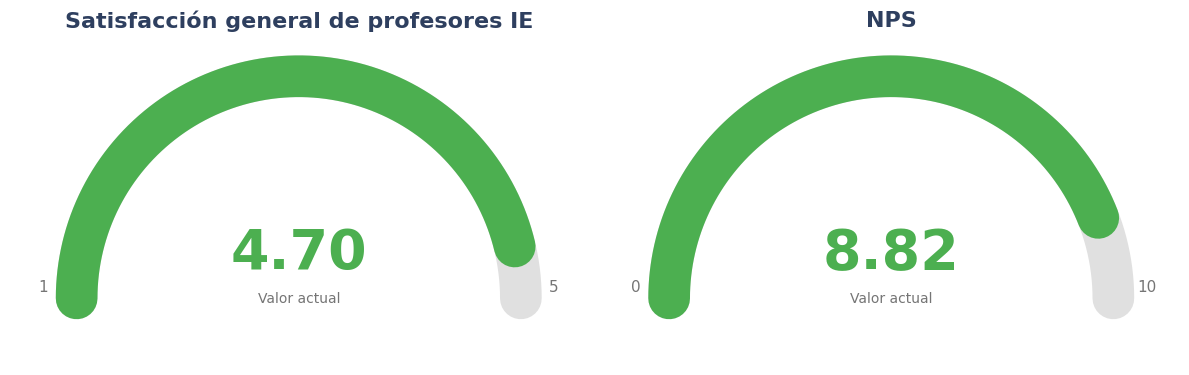 Satisfacción general de profesores IE
4.70
Valor actual
1
5
NPS
8.82
Valor actual
0
10